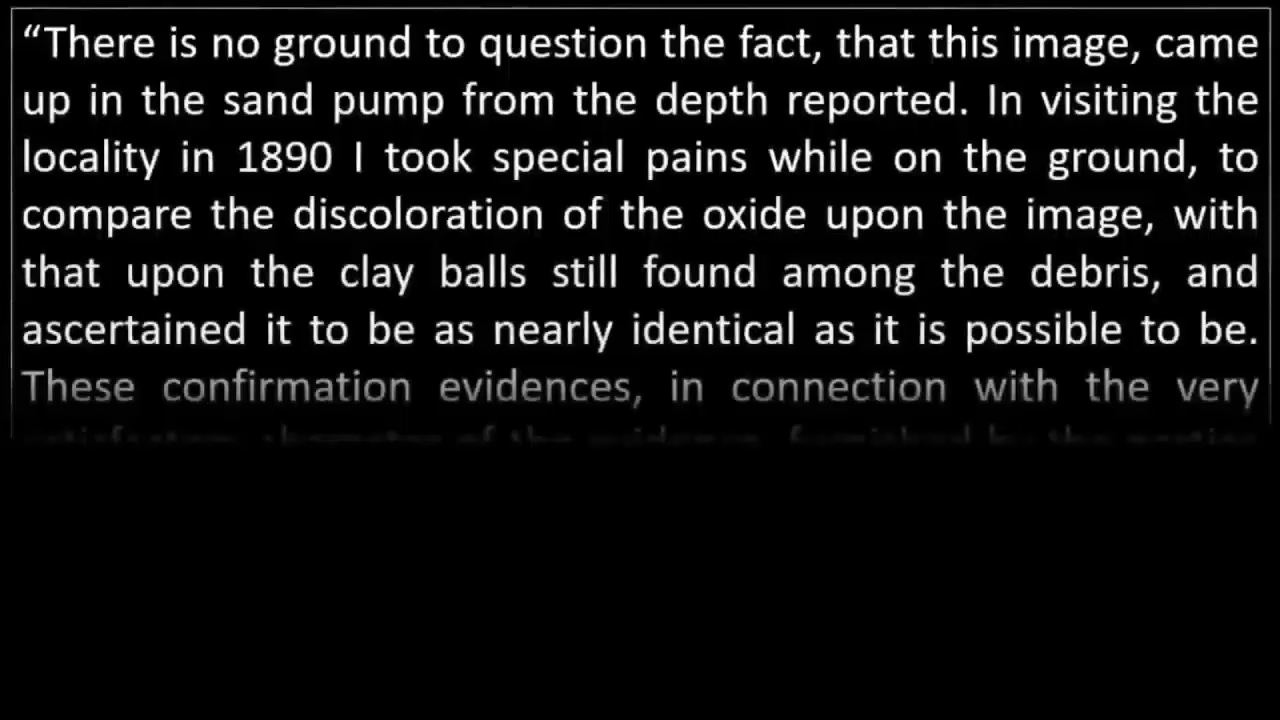 “There is no ground to question the fact, that this image, came
up in the sand pump from the depth reported. In visiting the
locality in 1890 I took special pains while on the ground, to
compare the discoloration of the oxide upon the image, with
that upon the clay balls still found among the debris, and
ascertained it to be as nearly identical as it is possible to be.
These confirmation evidences, in connection with the very